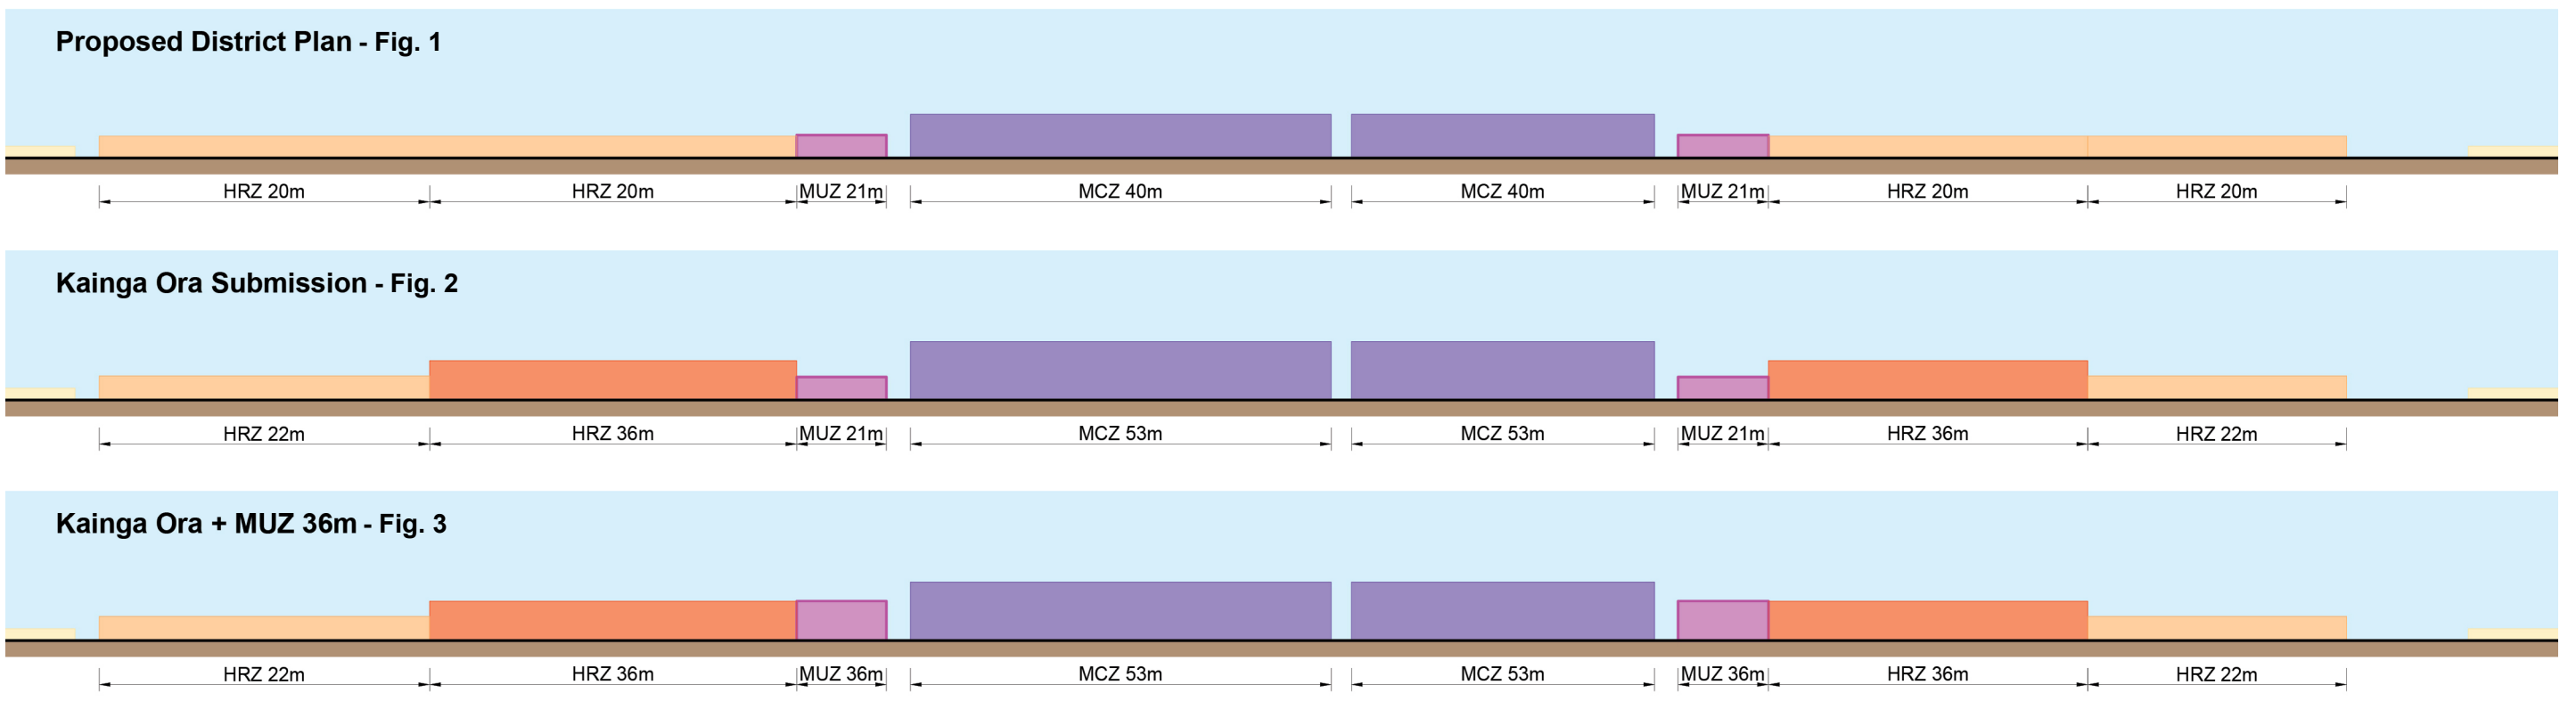 Proposed District Plan - Fig. 1
HRZ 20m HRZ 20m MUZ 21m MCZ 40m MCZ 40m MUZ 21m HRZ 20m HRZ 20m
Kainga Ora Submission - Fig. 2
HRZ 22m HRZ 36m MUZ 21m MCZ 53m MCZ 53m MUZ 21m HRZ 36m HRZ 22m
Kainga Ora + MUZ 36m - Fig. 3
HRZ 22m HRZ 36m MUZ 36m MCZ 53m MCZ 53m MUZ 36m HRZ 36m HRZ 22m